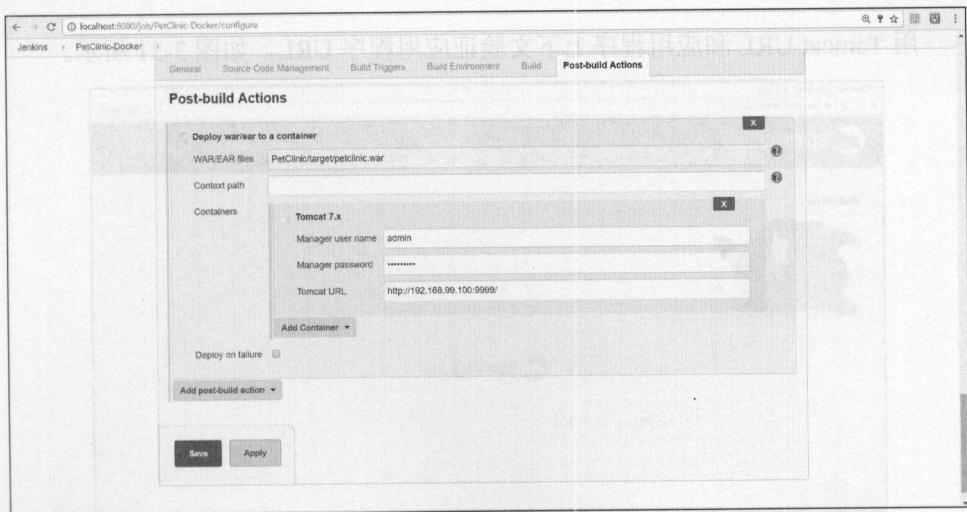 localhost:8080/job/PetClinic-Docker/configure
Jenkins > PetClinic-Docker
General Source Code Management Build Triggers Build Environment Build Post-build Actions
Post-build Actions
Deploy war/ear to a container
X
WAR/EAR files PetClinic/target/petclinic.war
Context path
Containers
Tomcat 7.x
X
Manager user name admin
Manager password •••••••••
Tomcat URL http://192.168.99.100:9999/
Add Container
Deploy on failure
Add post-build action
Save Apply